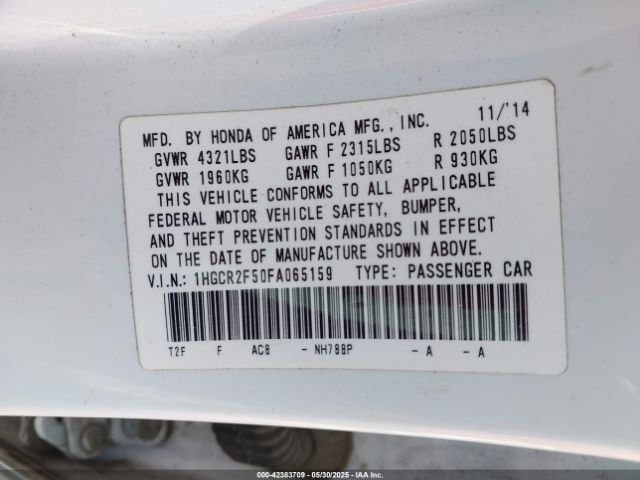 11/'14
MFD. BY HONDA OF AMERICA MFG., INC.
GVWR 4321LBS GAWR F 2315LBS R 2050LBS
GVWR 1960KG GAWR F 1050KG R 930KG
THIS VEHICLE CONFORMS TO ALL APPLICABLE
FEDERAL MOTOR VEHICLE SAFETY, BUMPER,
AND THEFT PREVENTION STANDARDS IN EFFECT
ON THE DATE OF MANUFACTURE SHOWN ABOVE.
V.I.N.: 1HGCR2F50FA065159 TYPE: PASSENGER CAR
T2F F AC8 - NH788P - A - A
000-42383709 - 05/30/2025 - IAAI.COM